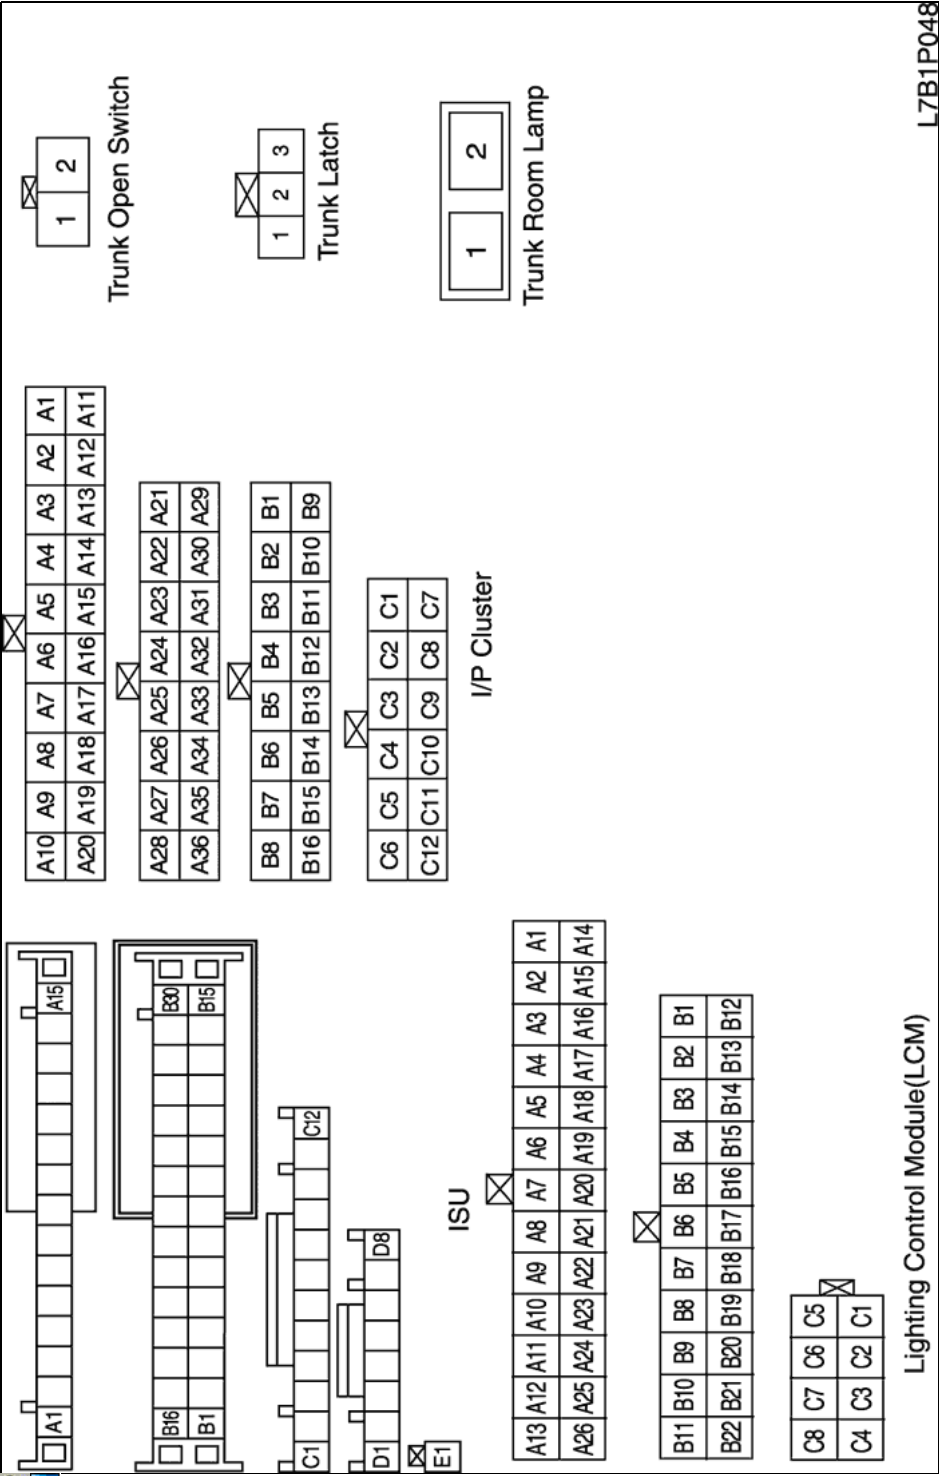 A1 A15
B16 B30
B1 B15
C1 C12
D1 D8
E1
ISU
A10 A9 A8 A7 A6 A5 A4 A3 A2 A1
A20 A19 A18 A17 A16 A15 A14 A13 A12 A11
A28 A27 A26 A25 A24 A23 A22 A21
A36 A35 A34 A33 A32 A31 A30 A29
B8 B7 B6 B5 B4 B3 B2 B1
B16 B15 B14 B13 B12 B11 B10 B9
C6 C5 C4 C3 C2 C1
C12 C11 C10 C9 C8 C7
I/P Cluster
1 2
Trunk Open Switch
1 2 3
Trunk Latch
1 2
Trunk Room Lamp
A13 A12 A11 A10 A9 A8 A7 A6 A5 A4 A3 A2 A1
A26 A25 A24 A23 A22 A21 A20 A19 A18 A17 A16 A15 A14
B11 B10 B9 B8 B7 B6 B5 B4 B3 B2 B1
B22 B21 B20 B19 B18 B17 B16 B15 B14 B13 B12
C8 C7 C6 C5
C4 C3 C2 C1
Lighting Control Module(LCM)
L7B1P048